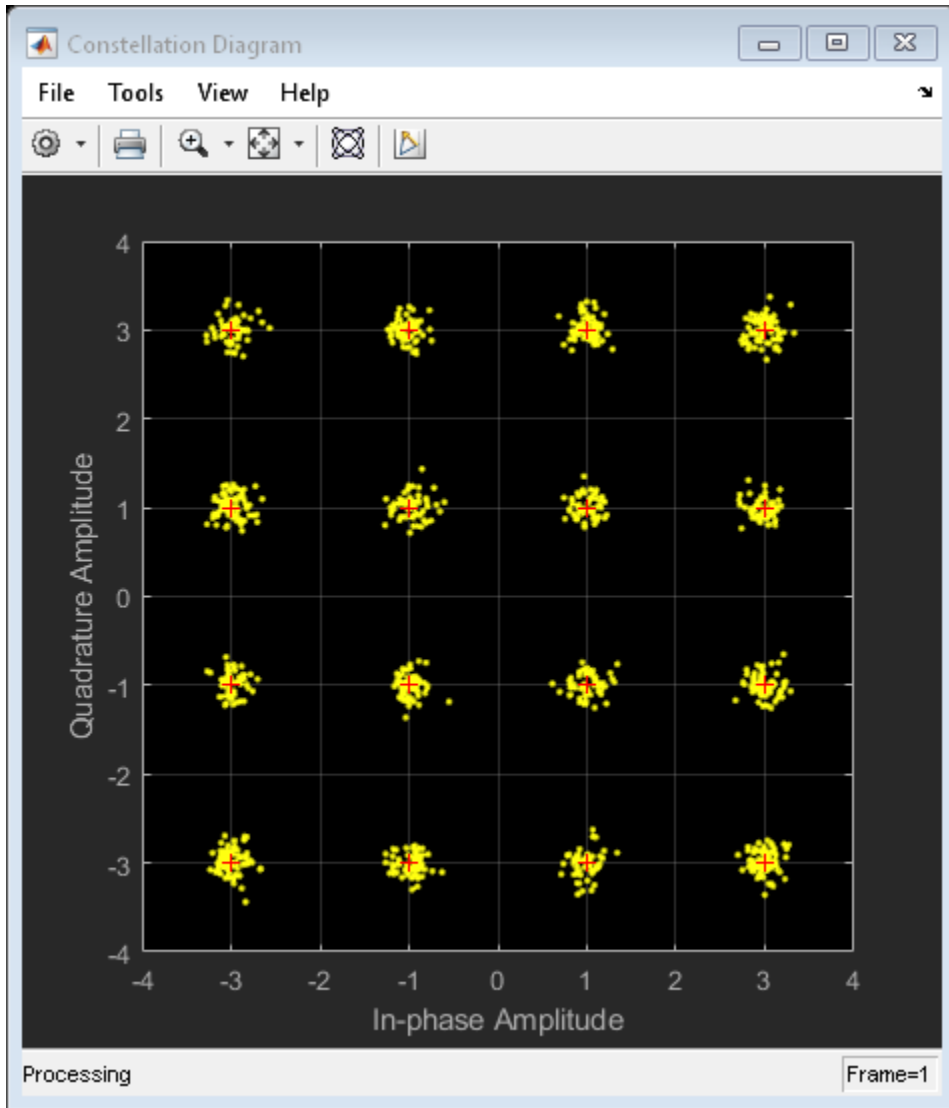 Constellation Diagram
File Tools View Help
4
3
2
1
0
-1
-2
-3
-4
Quadrature Amplitude
-4 -3 -2 -1 0 1 2 3 4
In-phase Amplitude
Processing Frame=1